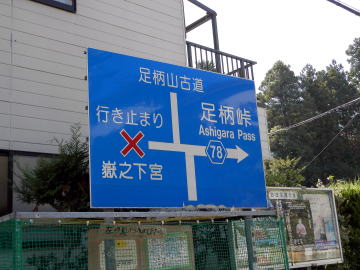 足柄山古道
行き止まり
足柄峠
Ashigara Pass
78
嶽之下宮